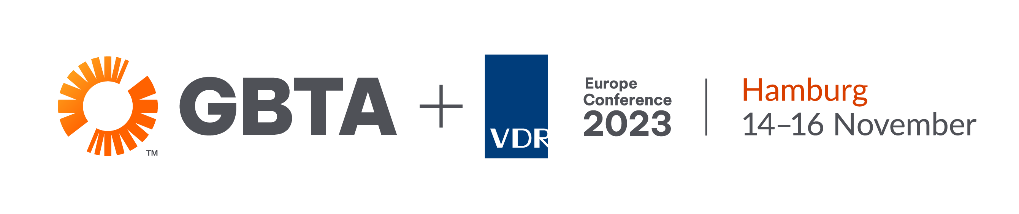 GBTA
TM
+
VDR
Europe
Conference
2023
Hamburg
14–16 November